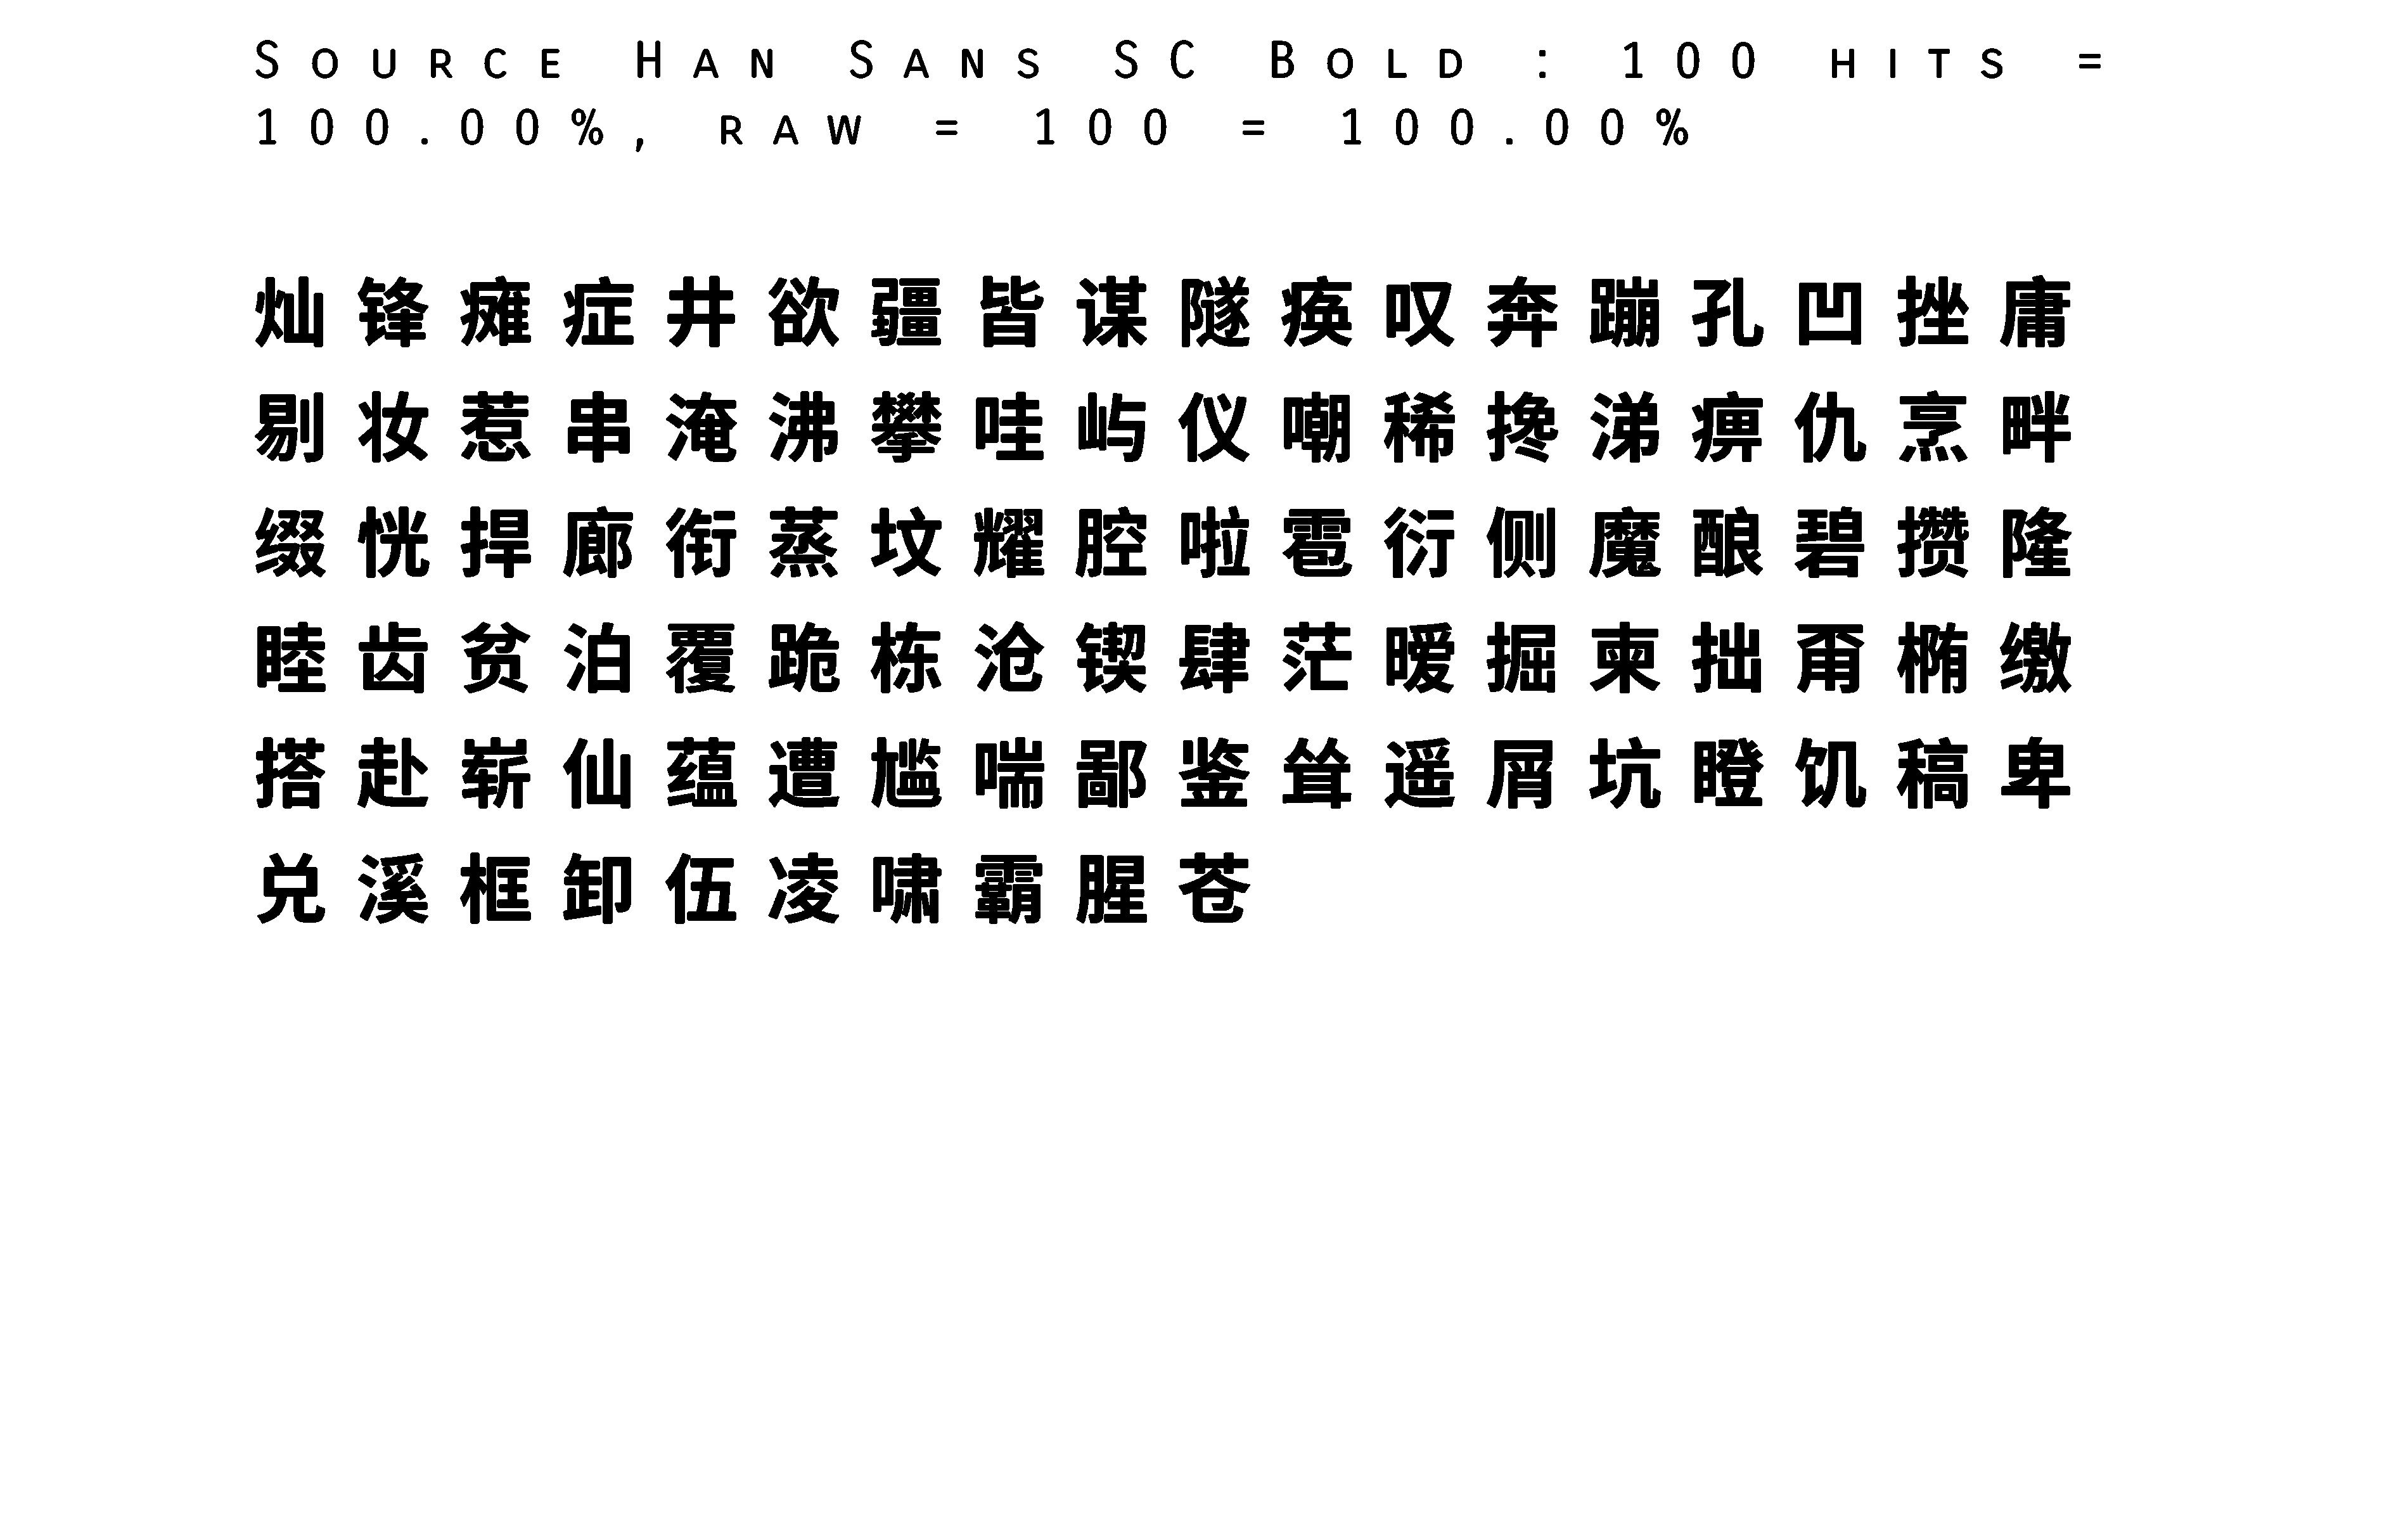 Source Han Sans SC Bold : 100 hits =
100.00%, raw = 100 = 100.00%
灿锋瘫症井欲疆皆谋隧痪叹奔蹦孔凹挫庸
剔妆惹串淹沸攀哇屿仪嘲稀搀涕痹仇烹畔
缀恍捍廊衔蒸坟耀腔啦雹衍侧魔酿碧攒隆
睦齿贫泊覆跪栋沧锲肆茫暧掘柬拙甭椭缴
搭赴崭仙蕴遭尴喘鄙鉴耸遥屑坑瞪饥稿卑
兑溪框卸伍凌啸霸腥苍